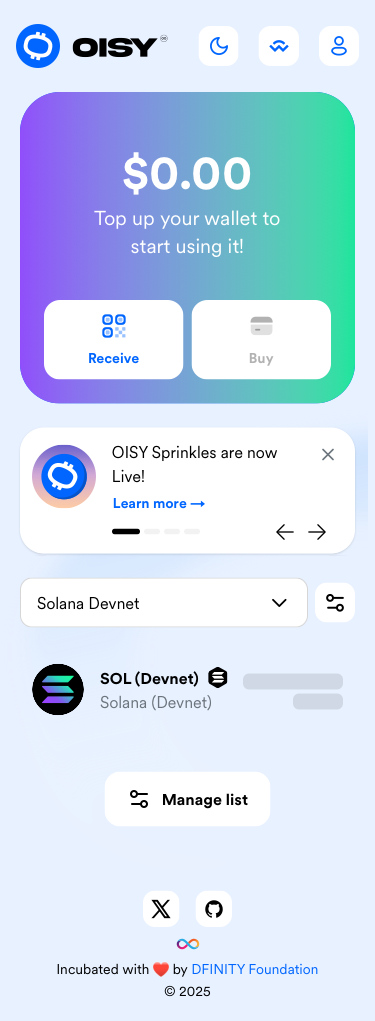 OISY
$0.00
Top up your wallet to
start using it!
Receive
Buy
OISY Sprinkles are now
Live!
Learn more →
Solana Devnet
SOL (Devnet)
Solana (Devnet)
Manage list
Incubated with ❤️ by DFINITY Foundation
© 2025